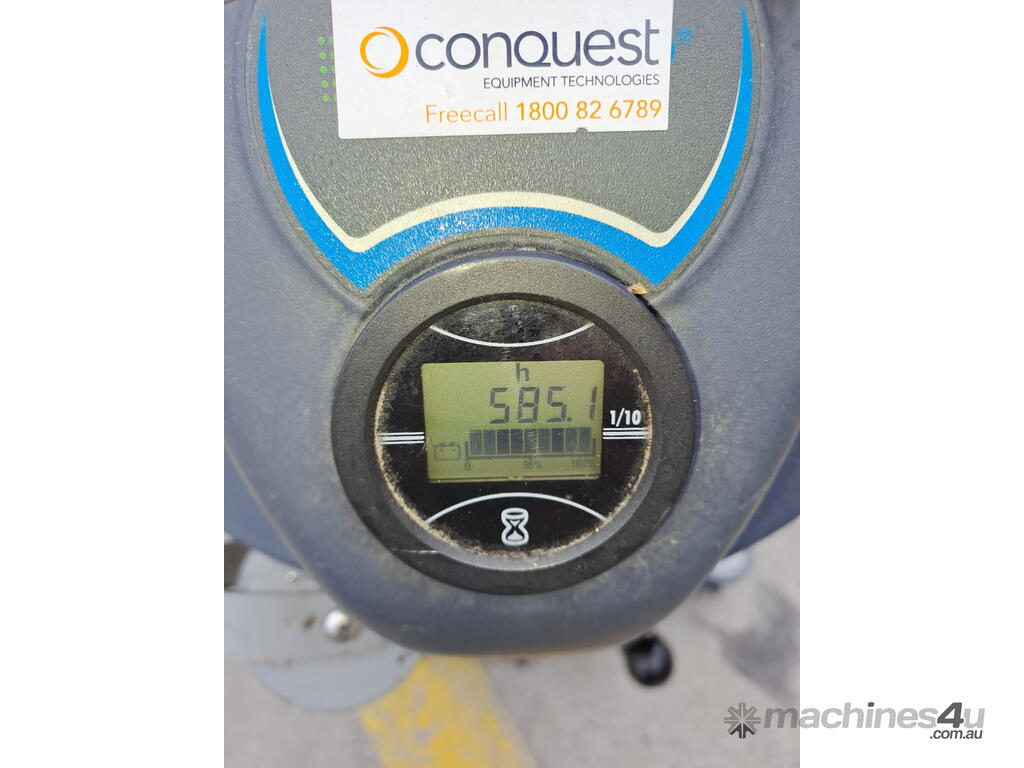 conquest
EQUIPMENT TECHNOLOGIES
Freecall 1800 82 6789
h
585.1
1/10
0 50% 100%
machines4u
.com.au